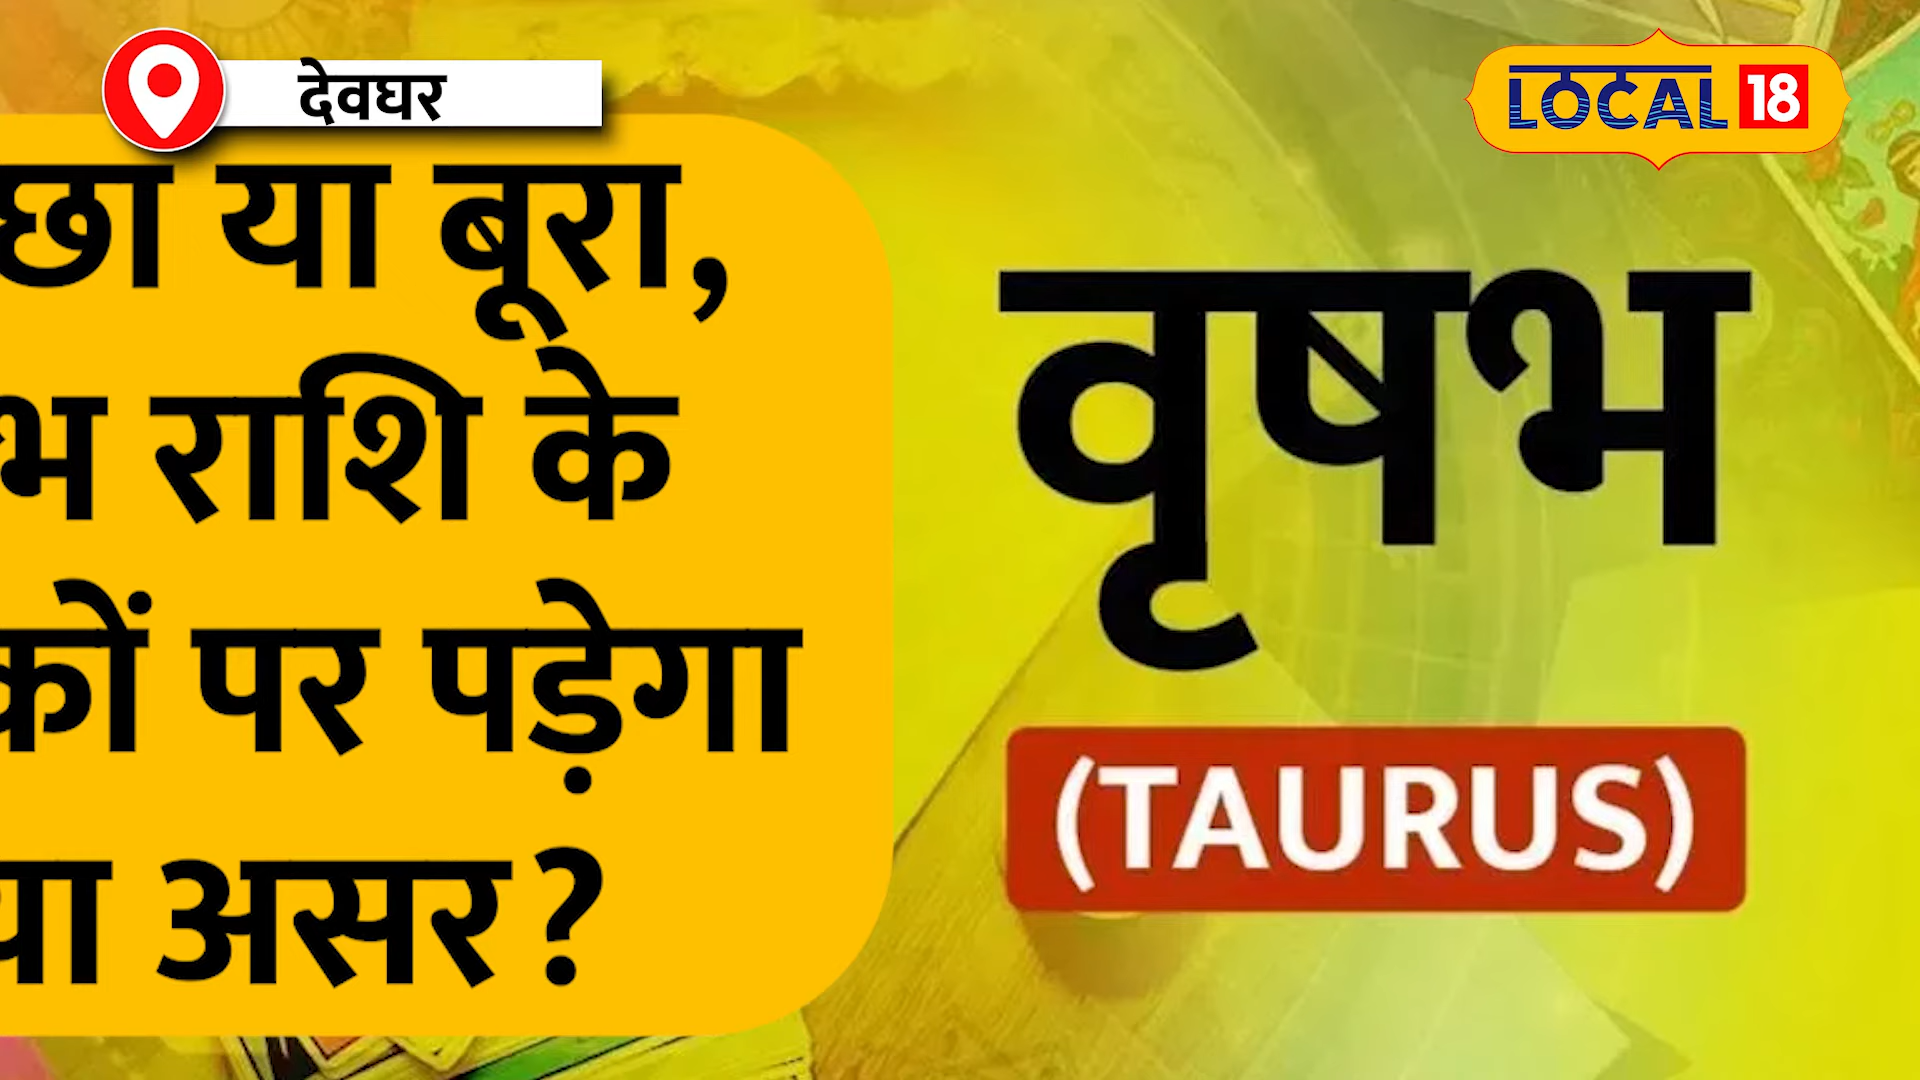 देवघर
LOCAL 18
छा या बूरा,
भ राशि के
कों पर पड़ेगा
या असर?
वृषभ
(TAURUS)